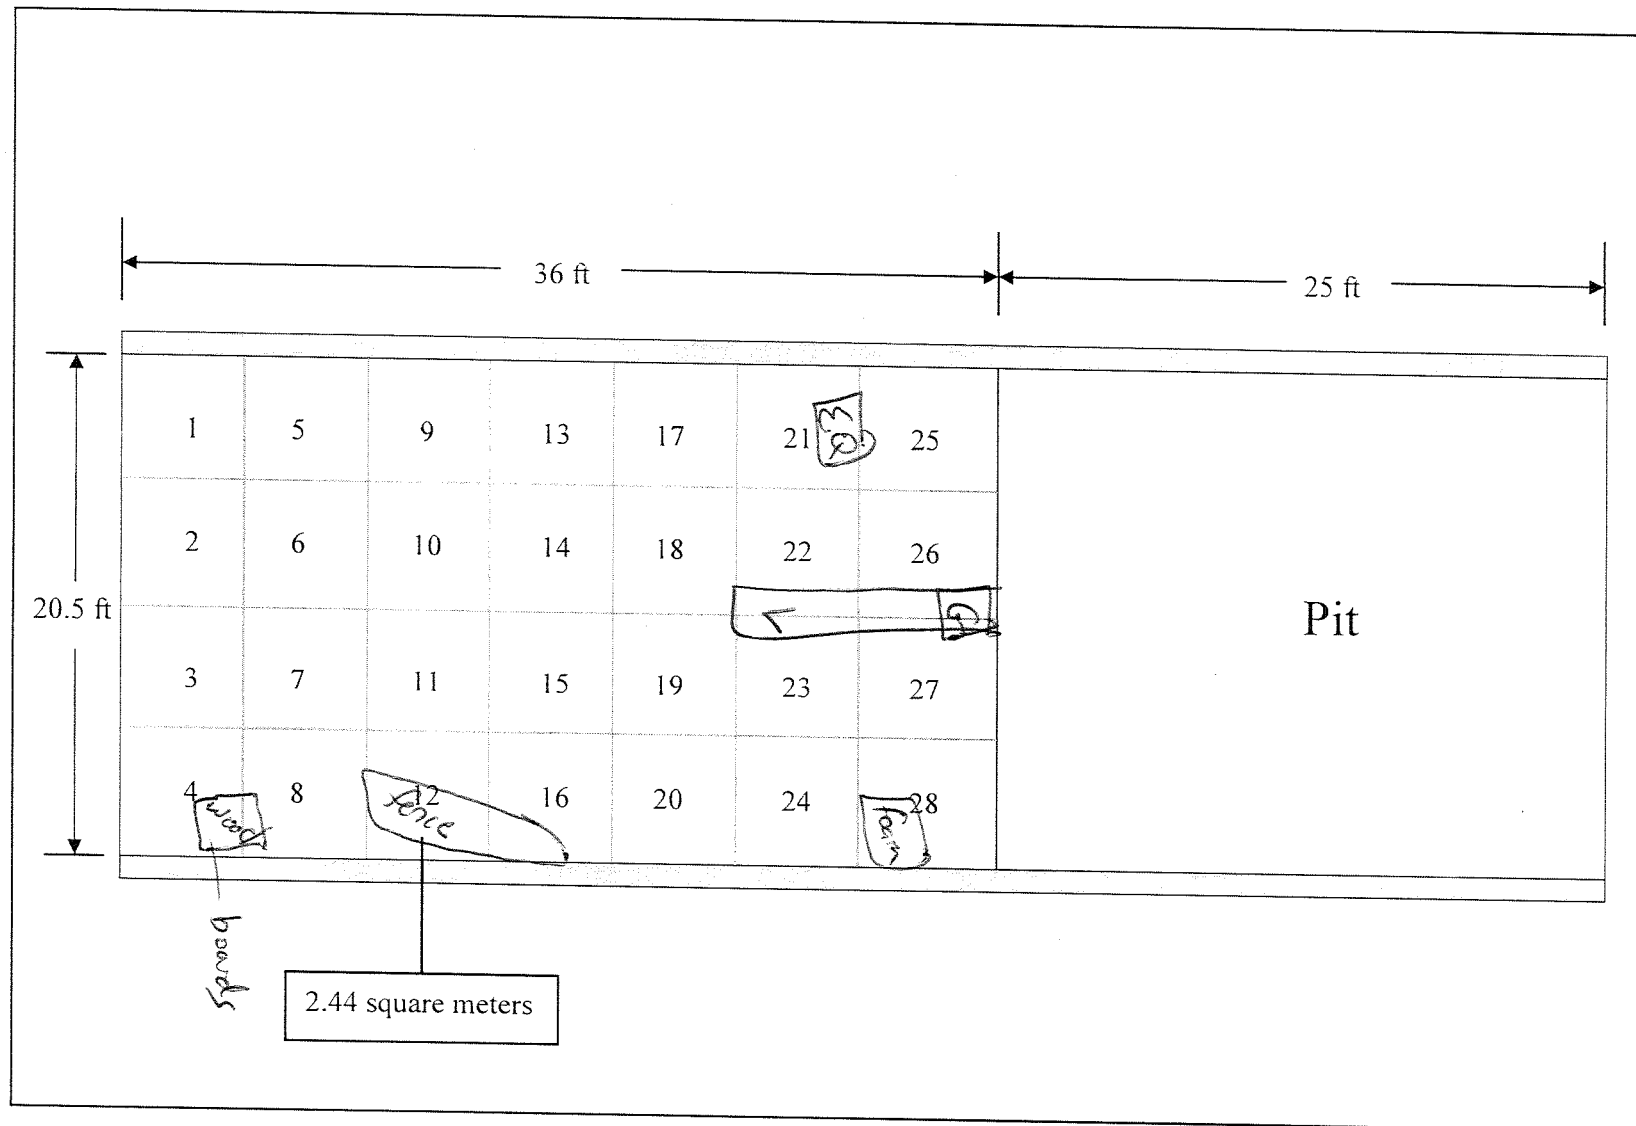 36 ft
25 ft
20.5 ft
1 5 9 13 17 21 25
2 6 10 14 18 22 26
Pit
3 7 11 15 19 23 27
4 8 12 16 20 24 28
wood
fence
foam
boards
2.44 square meters